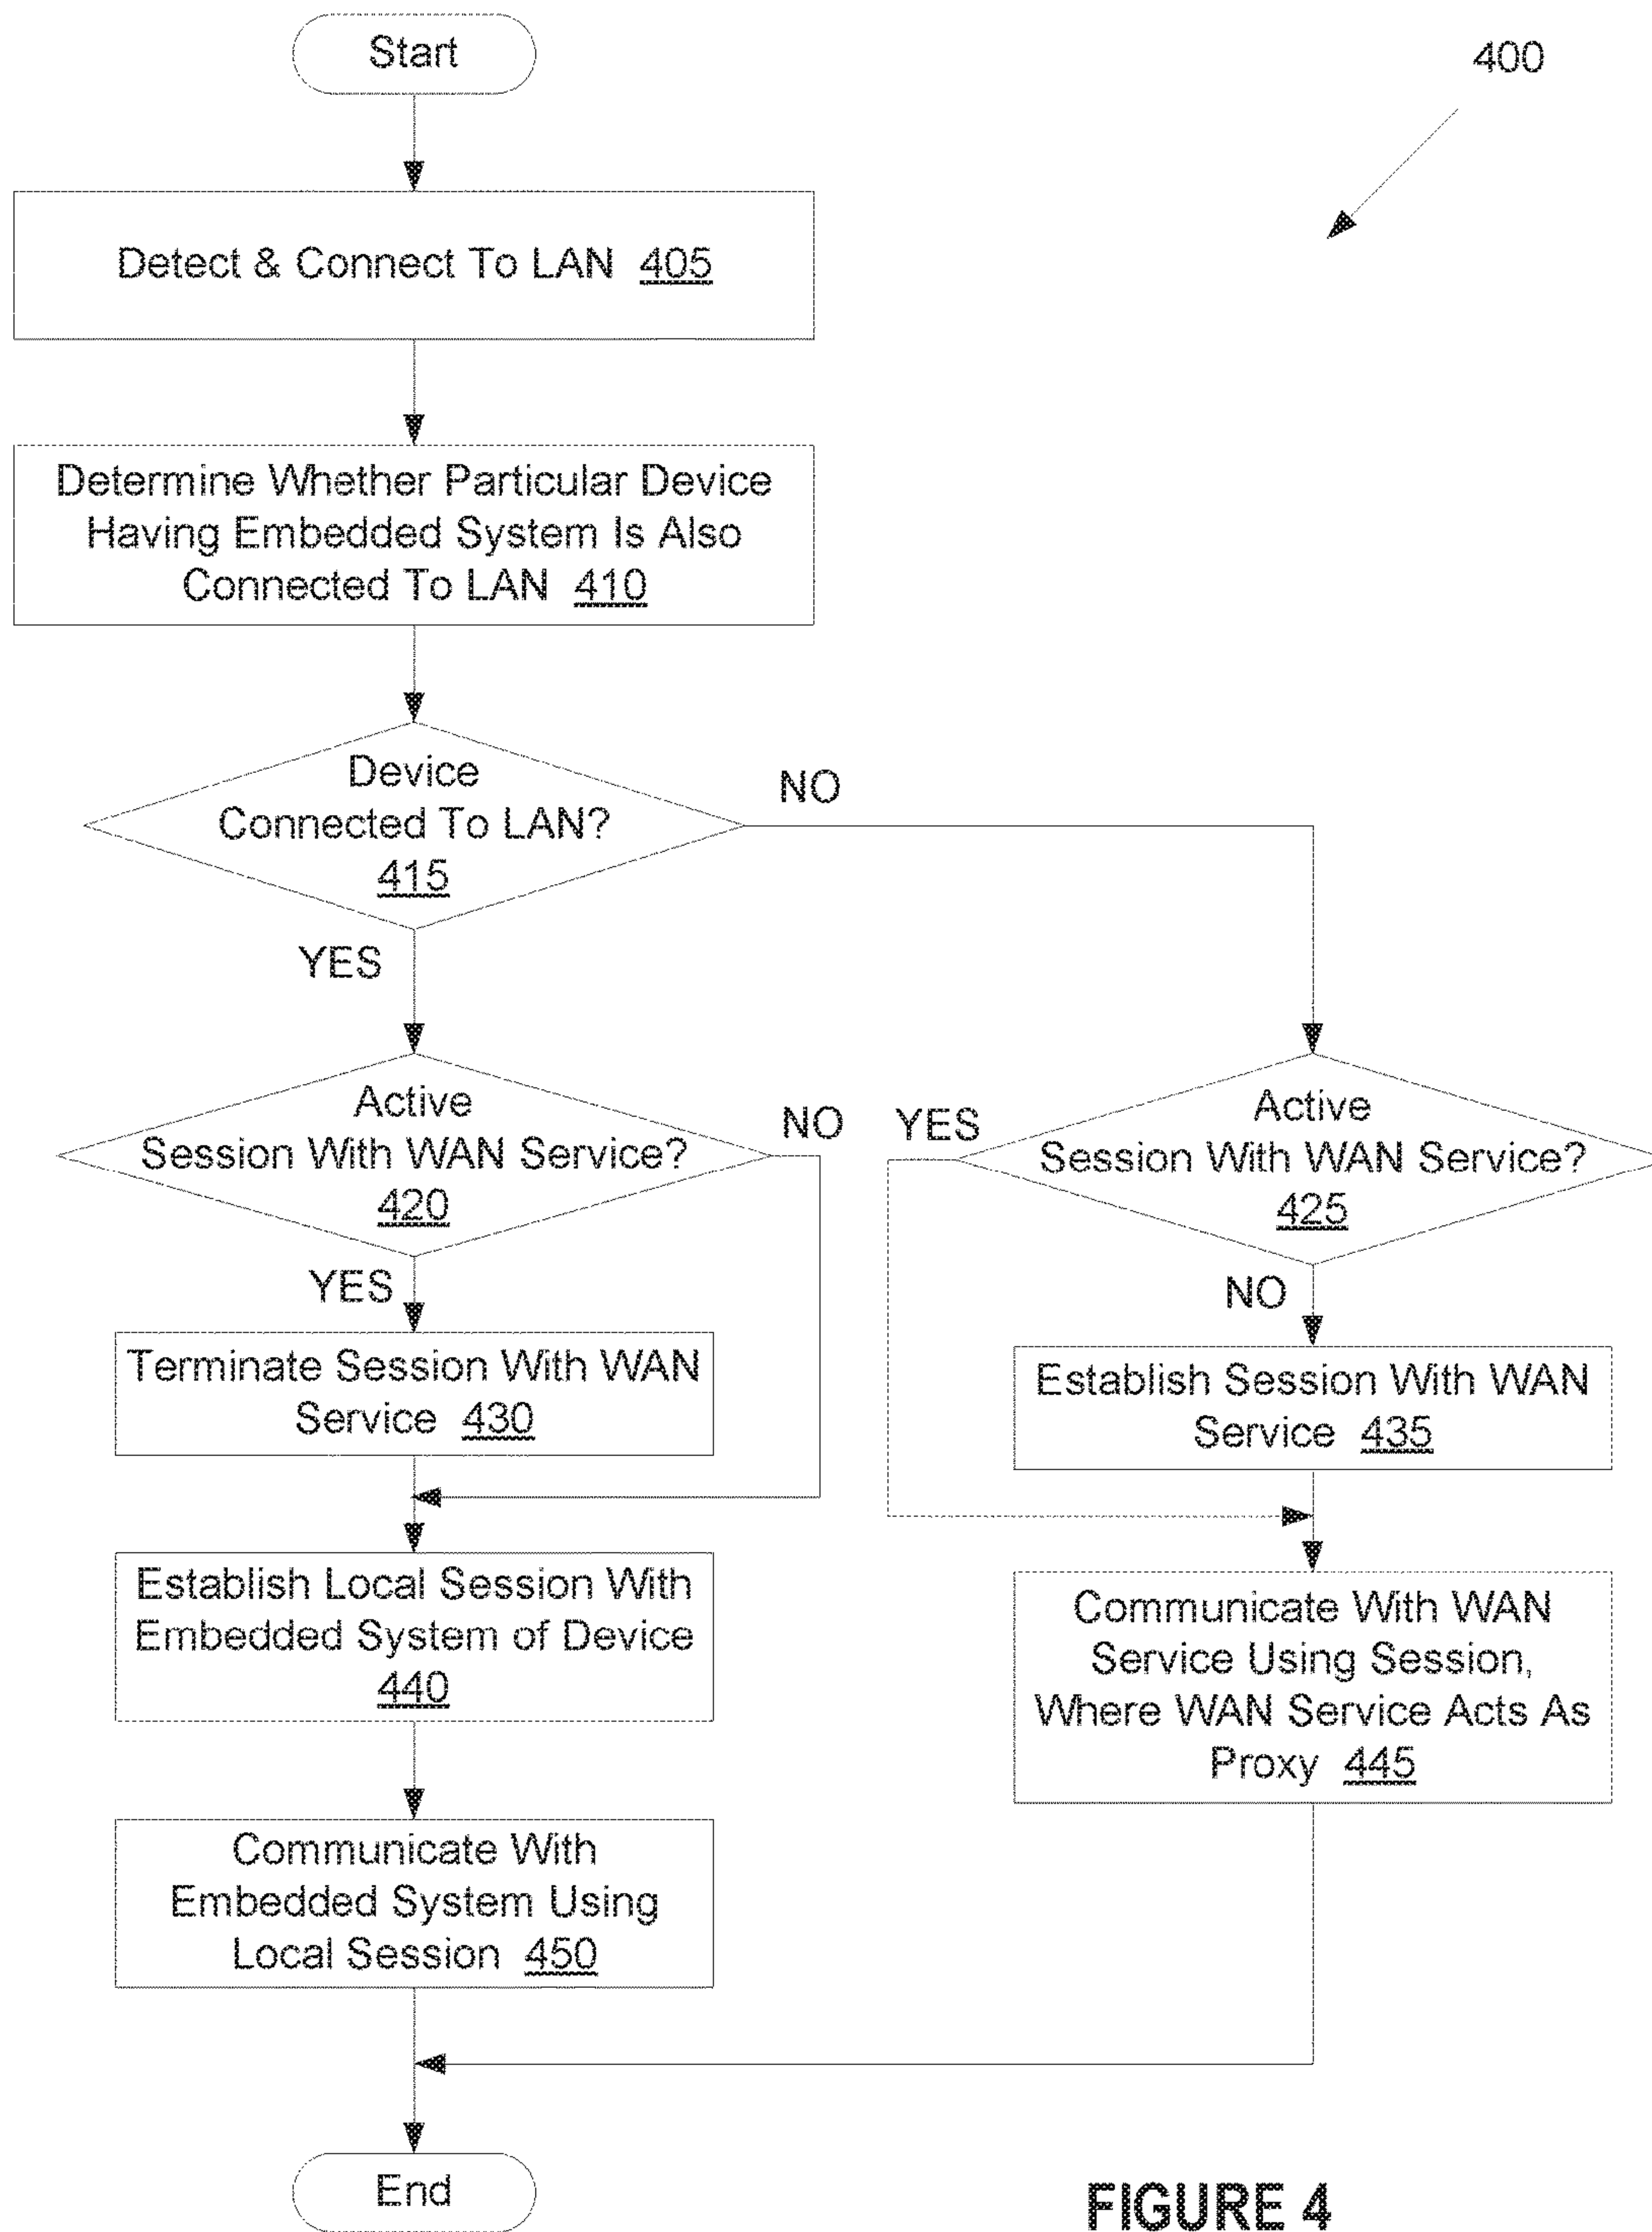 Start
400
Detect & Connect To LAN 405
Determine Whether Particular Device
Having Embedded System Is Also
Connected To LAN 410
Device
Connected To LAN?
415
NO
YES
Active
Session With WAN Service?
420
NO
YES
Active
Session With WAN Service?
425
YES
NO
Terminate Session With WAN
Service 430
Establish Session With WAN
Service 435
Establish Local Session With
Embedded System of Device
440
Communicate With WAN
Service Using Session,
Where WAN Service Acts As
Proxy 445
Communicate With
Embedded System Using
Local Session 450
End
FIGURE 4